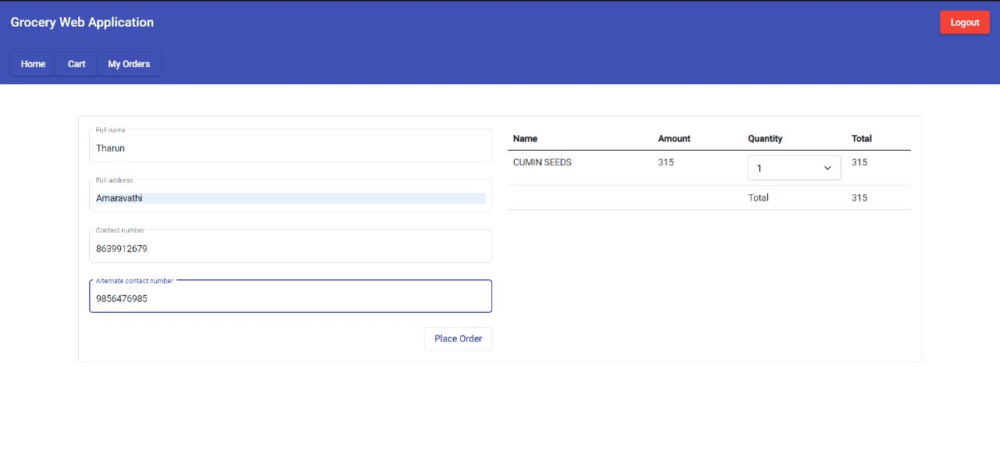 Grocery Web Application
Logout
Home Cart My Orders
Full name
Tharun
Full address
Amaravathi
Contact number
8639912679
Alternate contact number
9856476985
Place Order
Name Amount Quantity Total
CUMIN SEEDS 315 1 315
Total 315